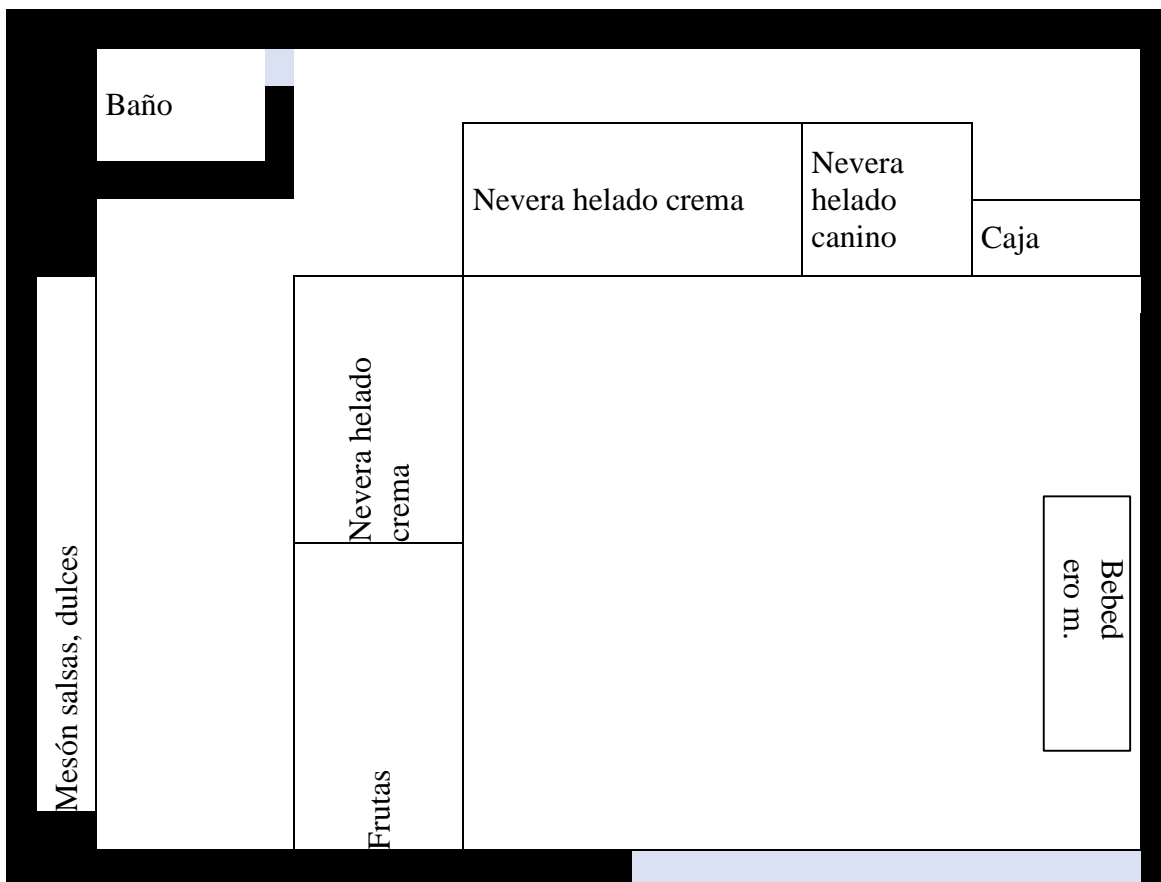 Baño
Nevera helado crema
Nevera
helado
canino
Caja
Nevera helado
crema
Mesón salsas, dulces
Frutas
Bebed
ero m.